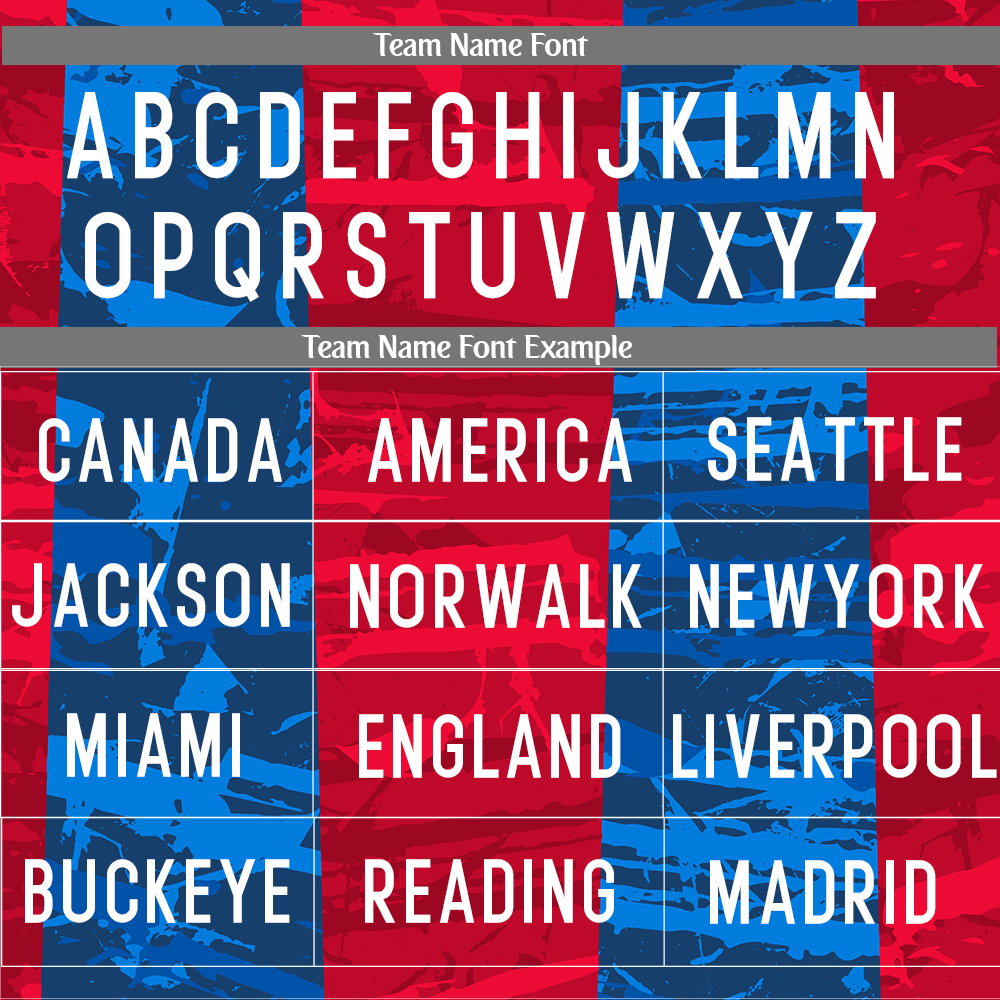 Team Name Font
ABCDEFGHIJKLMN
OPQRSTUVWXYZ
Team Name Font Example
CANADA AMERICA SEATTLE
JACKSON NORWALK NEWYORK
MIAMI ENGLAND LIVERPOOL
BUCKEYE READING MADRID